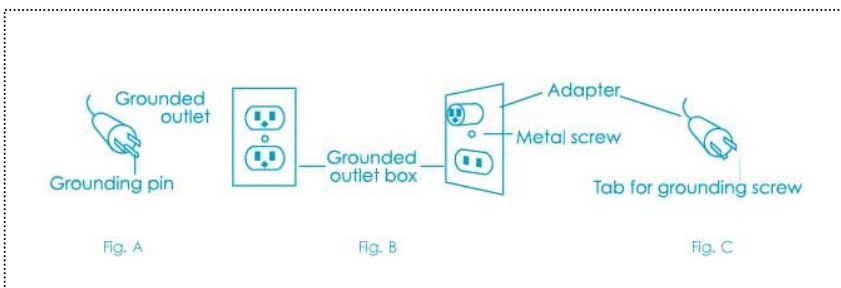 Grounded
outlet
Grounding pin
Grounded
outlet box
Adapter
Metal screw
Tab for grounding screw
Fig. A
Fig. B
Fig. C